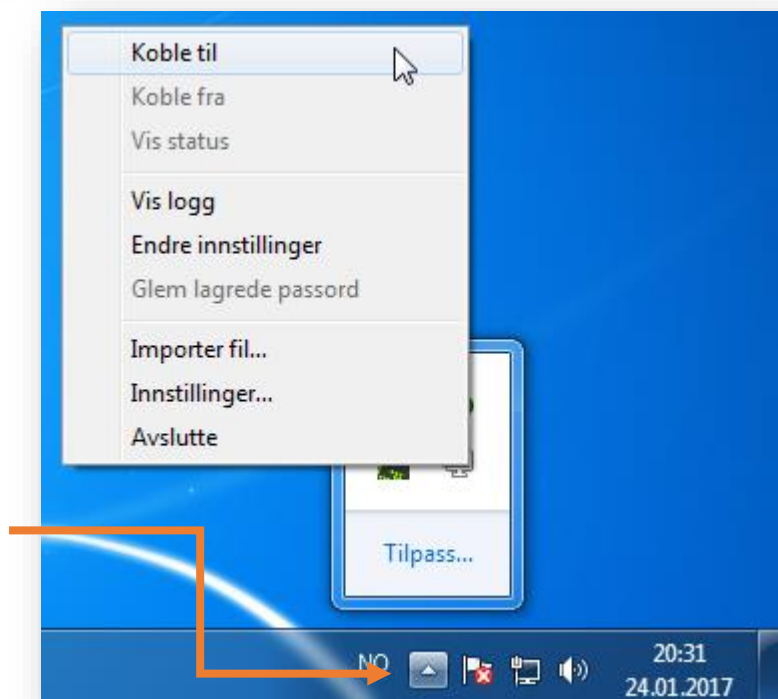 Koble til
Koble fra
Vis status
Vis logg
Endre innstillinger
Glem lagrede passord
Importer fil...
Innstillinger...
Avslutte
Tilpass...
NO
20:31
24.01.2017